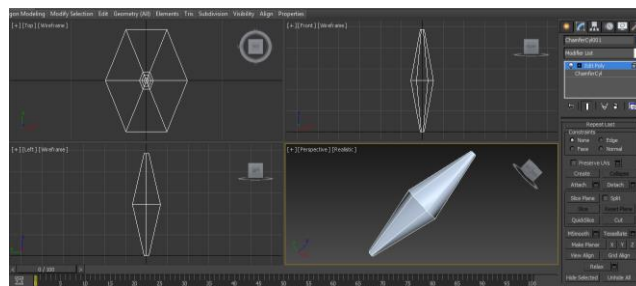 gon Modeling Modify Selection Edit Geometry (All) Elements Tris Subdivision Visibility Align Properties
[+] [Top] [Wireframe]
[+] [Front] [Wireframe]
ChamferCyl001
Modifier List
Edit Poly
ChamferCyl
[+] [Left] [Wireframe]
[+] [Perspective] [Realistic]
Repeat Last
Constraints
None Edge
Face Normal
Preserve UVs
Create Collapse
Attach Detach
Slice Plane Split
Slice Reset Plane
QuickSlice Cut
MSmooth Tessellate
Make Planar X Y Z
View Align Grid Align
Relax
Hide Selected Unhide All
0 / 100